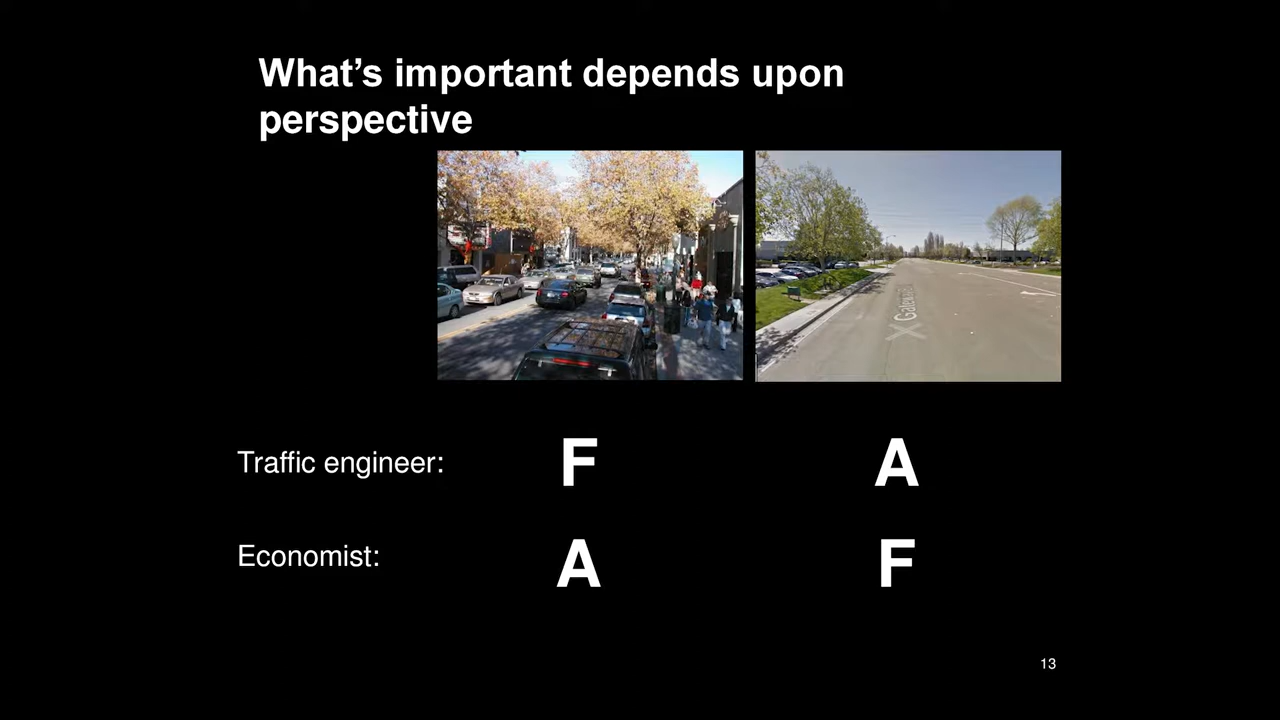 What’s important depends upon
perspective
Traffic engineer:
F
A
Economist:
A
F
13